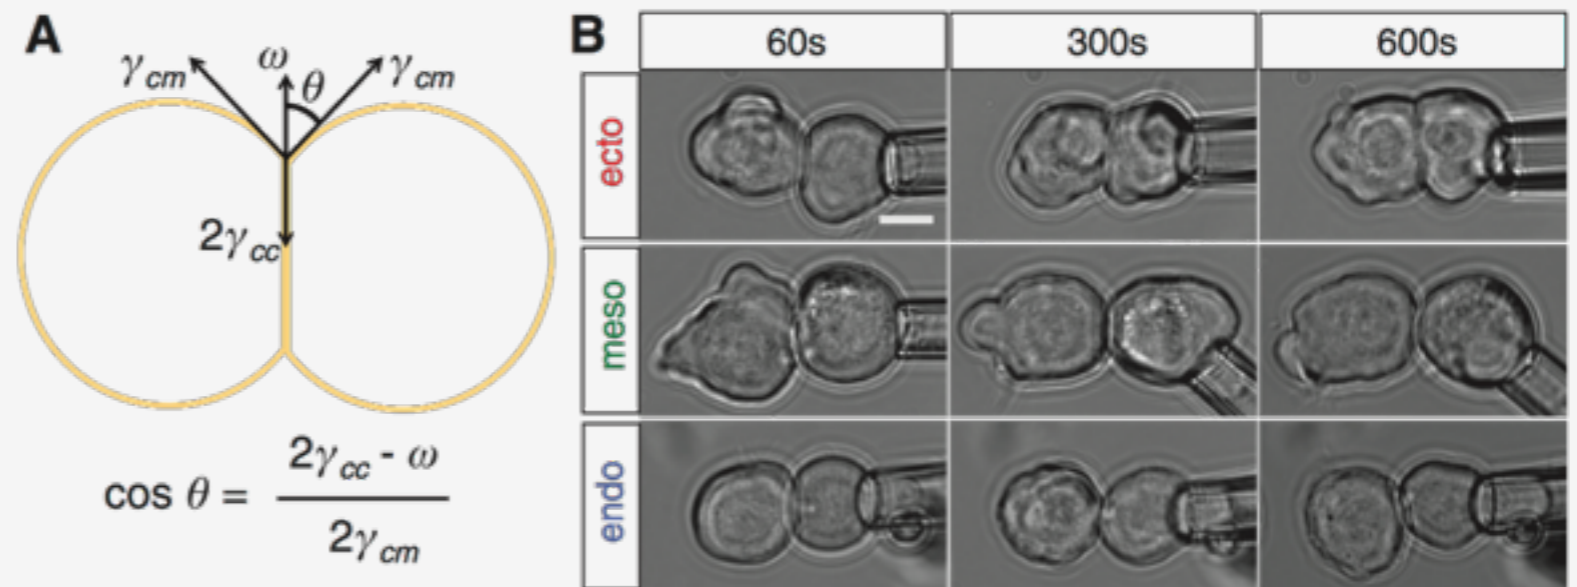 A
γcm
ω
θ
γcm
2γcc
cos θ = 2γcc - ω
2γcm
B
60s
300s
600s
ecto
meso
endo